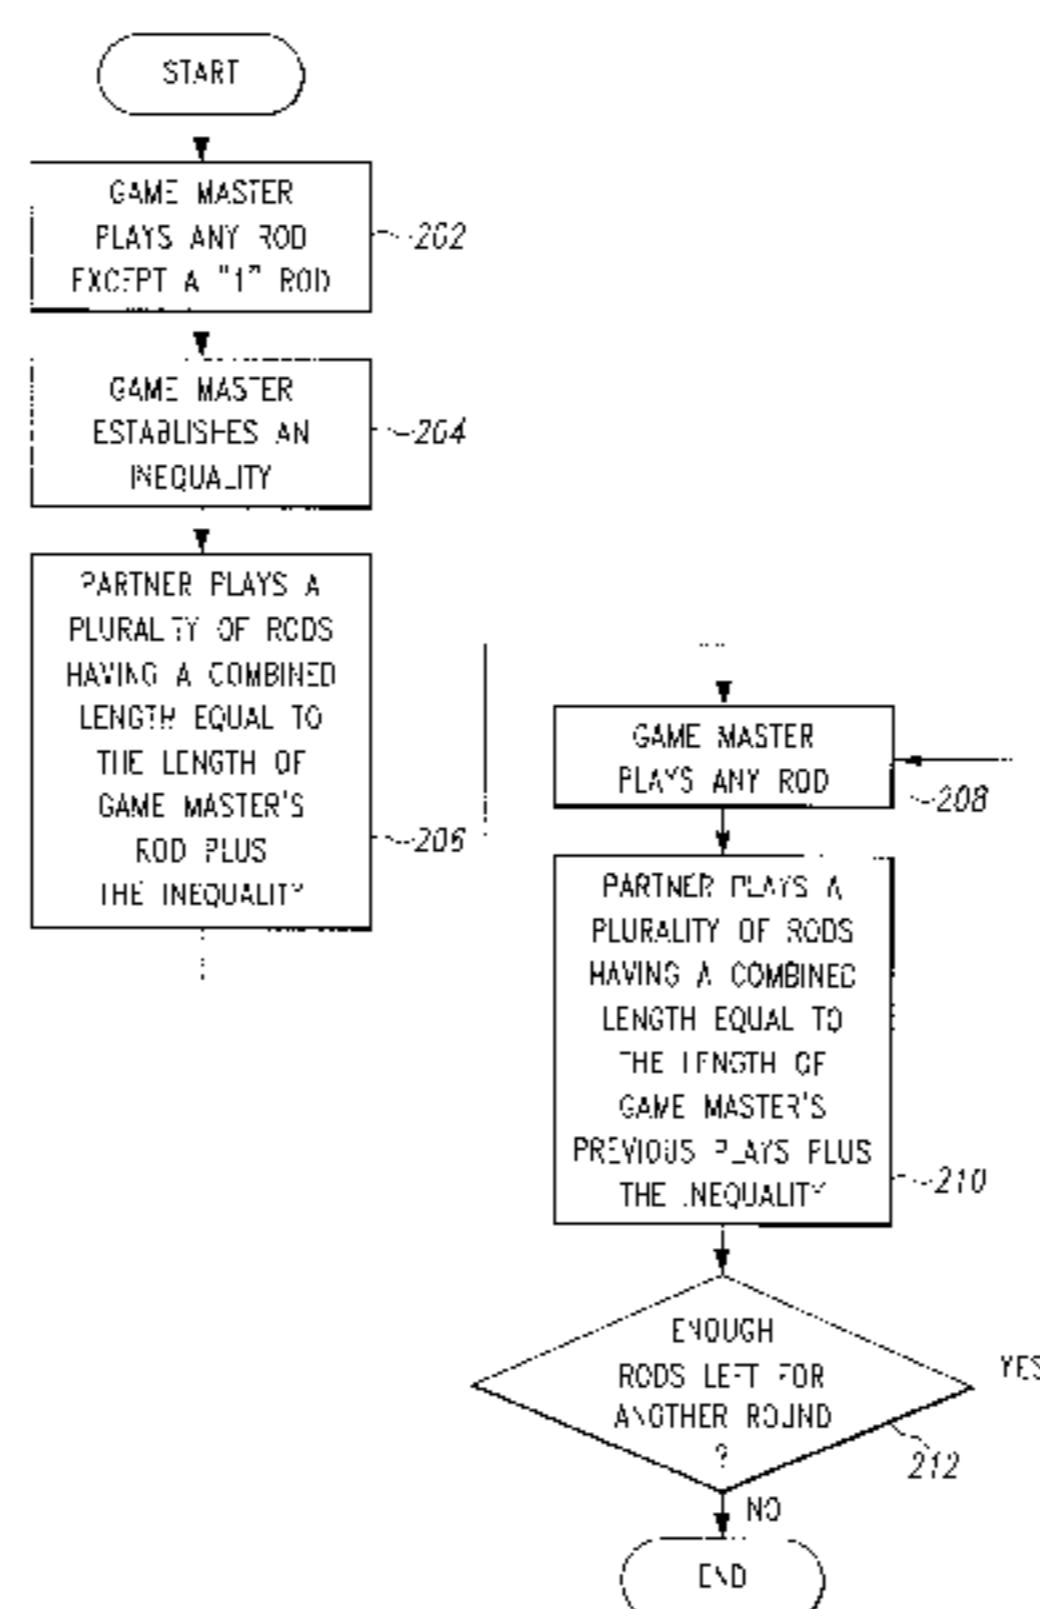 START
GAME MASTER
PLAYS ANY ROD
EXCEPT A "1" ROD
202
GAME MASTER
ESTABLISHES AN
INEQUALITY
204
PARTNER PLAYS A
PLURALITY OF RODS
HAVING A COMBINED
LENGTH EQUAL TO
THE LENGTH OF
GAME MASTER'S
ROD PLUS
THE INEQUALITY
206
GAME MASTER
PLAYS ANY ROD
208
PARTNER PLAYS A
PLURALITY OF RODS
HAVING A COMBINED
LENGTH EQUAL TO
THE LENGTH OF
GAME MASTER'S
PREVIOUS PLAYS PLUS
THE INEQUALITY
210
ENOUGH
RODS LEFT FOR
ANOTHER ROUND
?
YES
212
NO
END